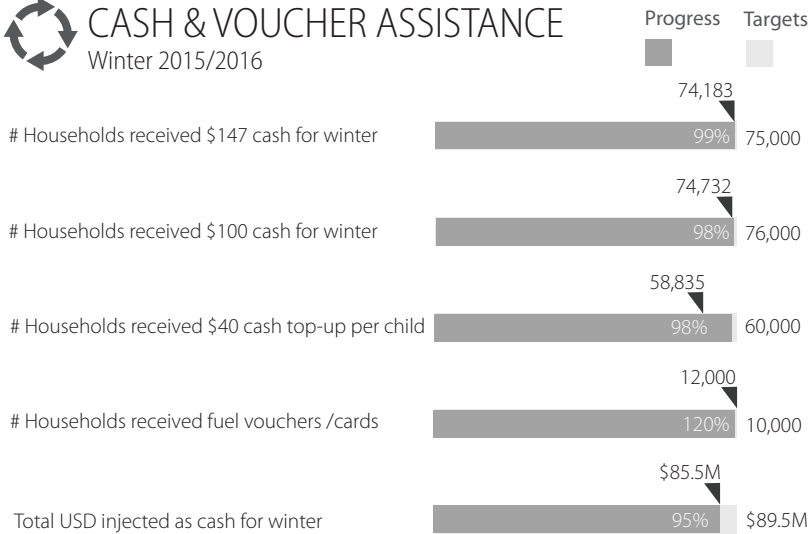 CASH & VOUCHER ASSISTANCE
Winter 2015/2016
Progress Targets
74,183
# Households received $147 cash for winter 99% 75,000
74,732
# Households received $100 cash for winter 98% 76,000
58,835
# Households received $40 cash top-up per child 98% 60,000
12,000
# Households received fuel vouchers /cards 120% 10,000
$85.5M
Total USD injected as cash for winter 95% $89.5M